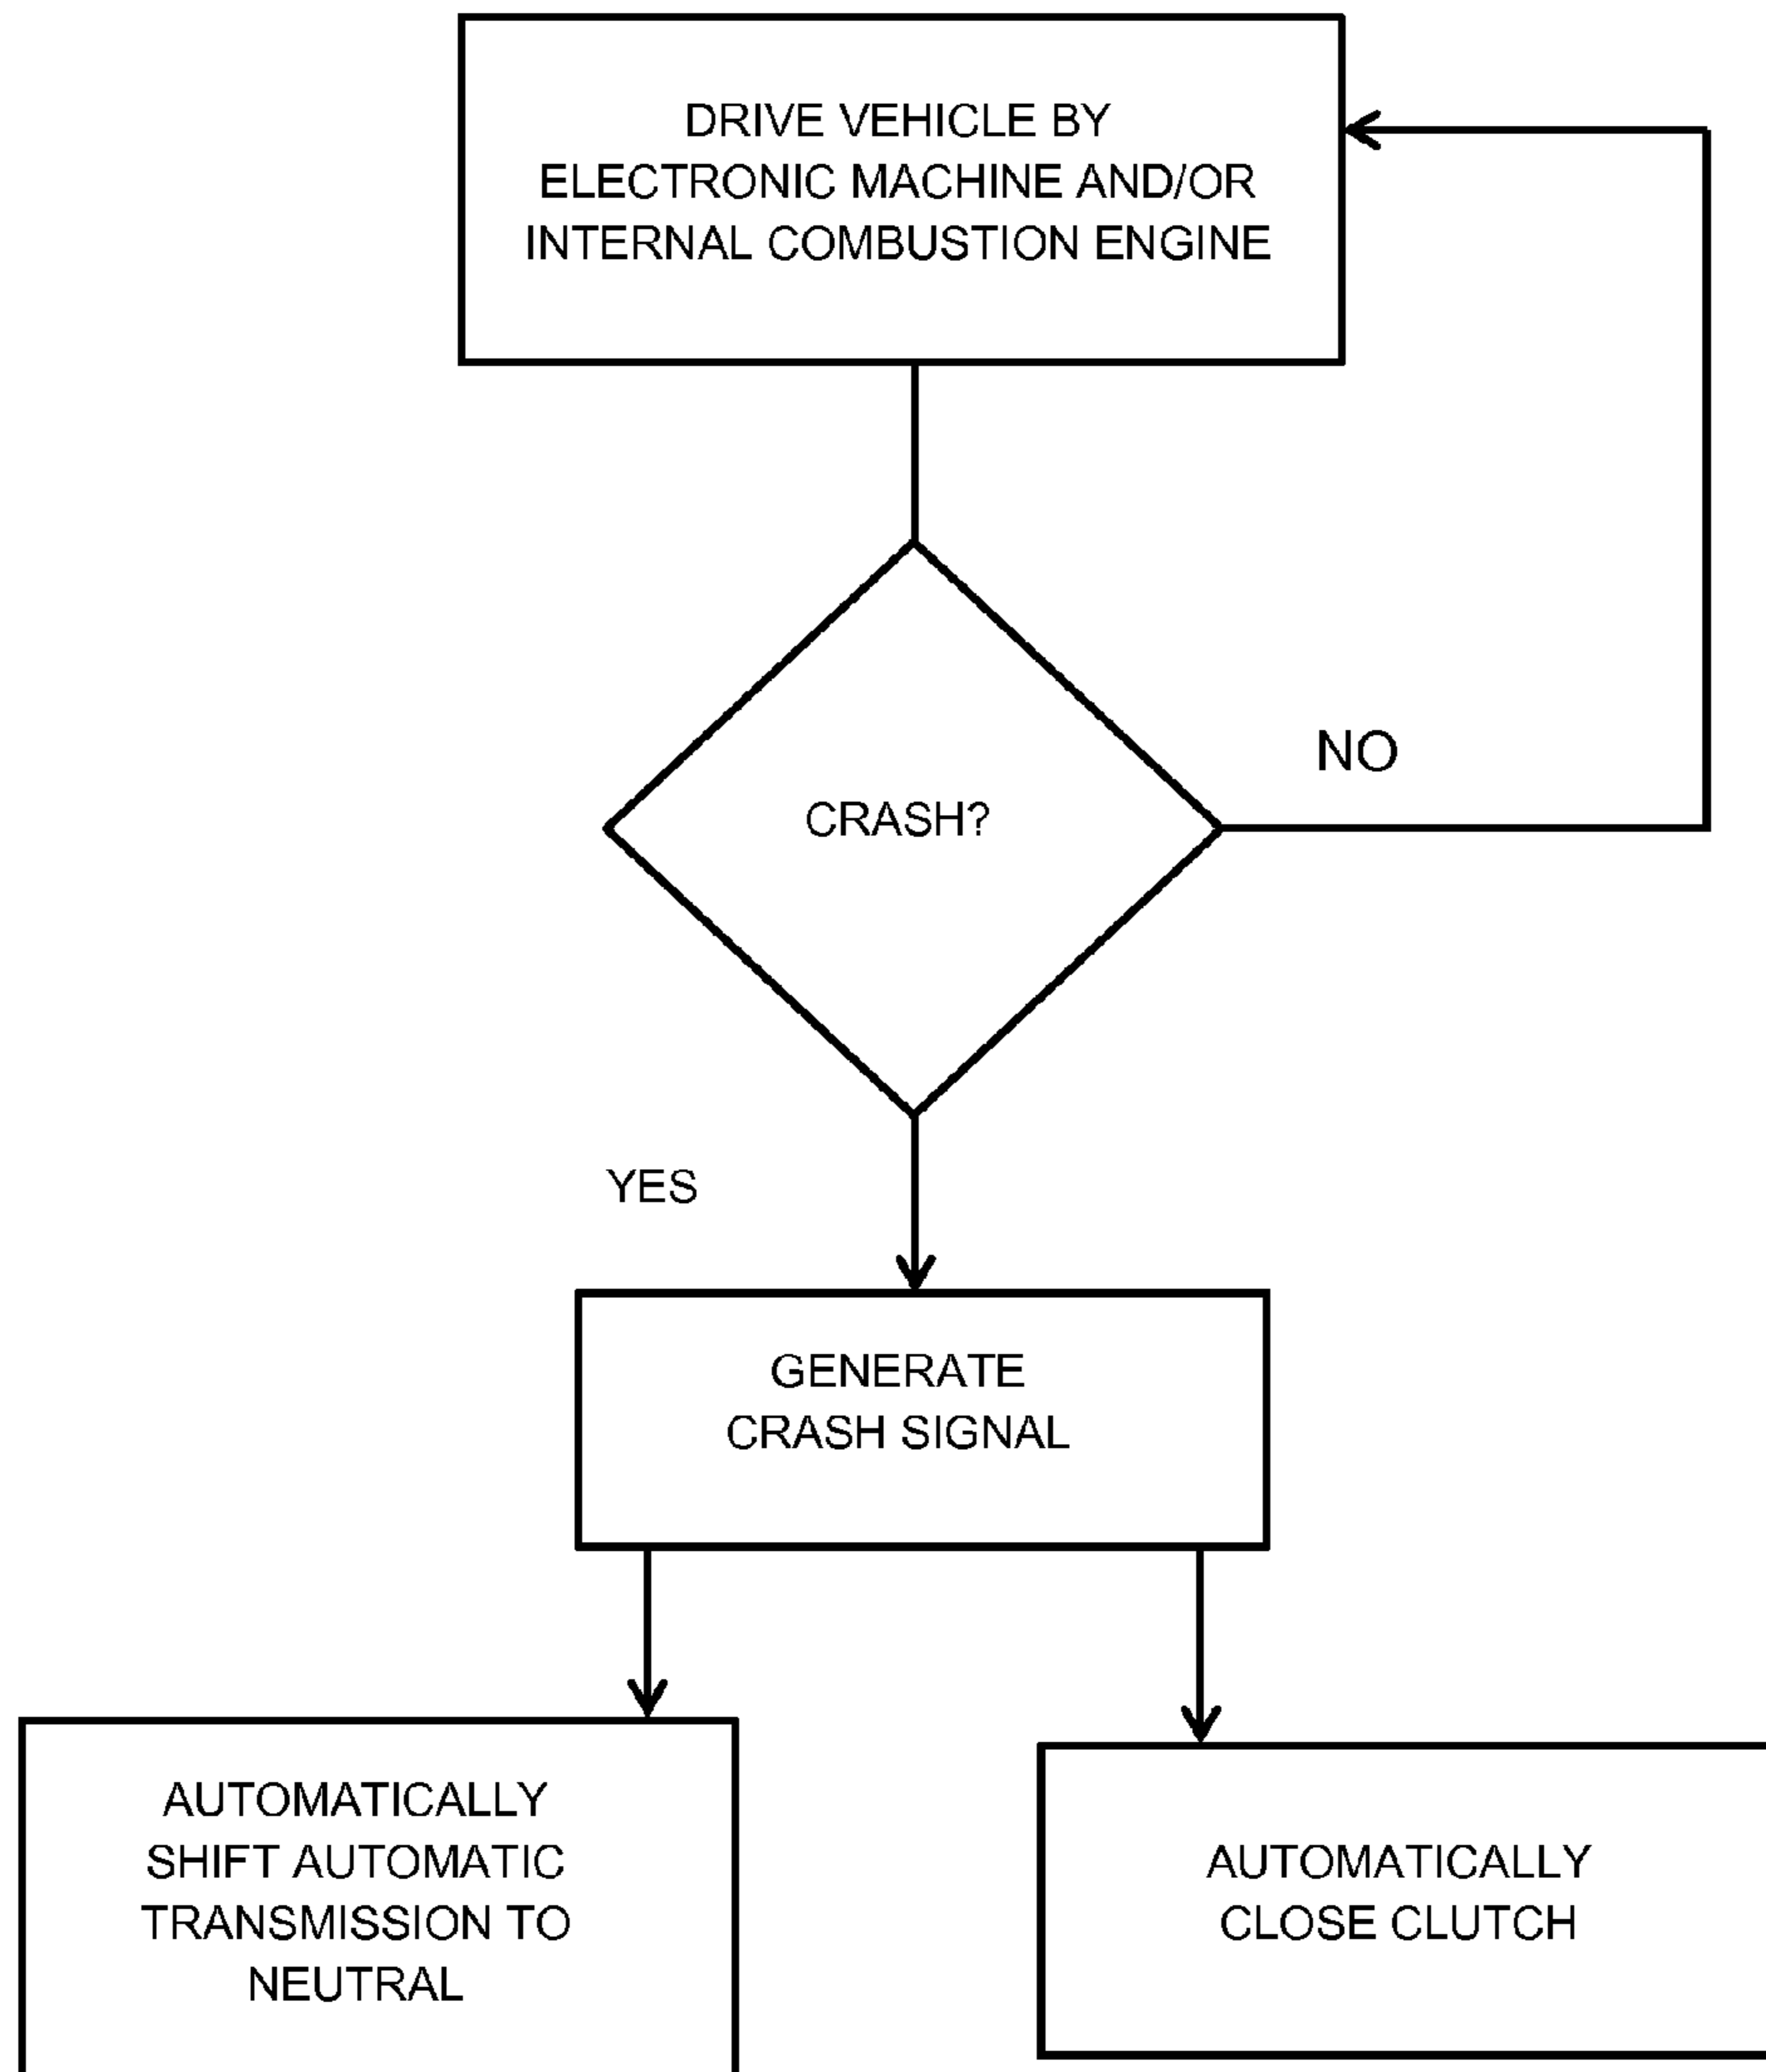 DRIVE VEHICLE BY
ELECTRONIC MACHINE AND/OR
INTERNAL COMBUSTION ENGINE
NO
CRASH?
YES
GENERATE
CRASH SIGNAL
AUTOMATICALLY
SHIFT AUTOMATIC
TRANSMISSION TO
NEUTRAL
AUTOMATICALLY
CLOSE CLUTCH